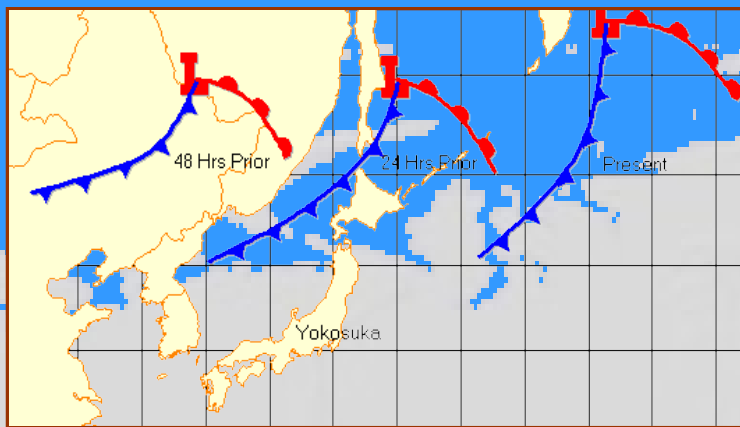 L
L
L
48 Hrs Prior
24 Hrs Prior
Present
Yokosuka